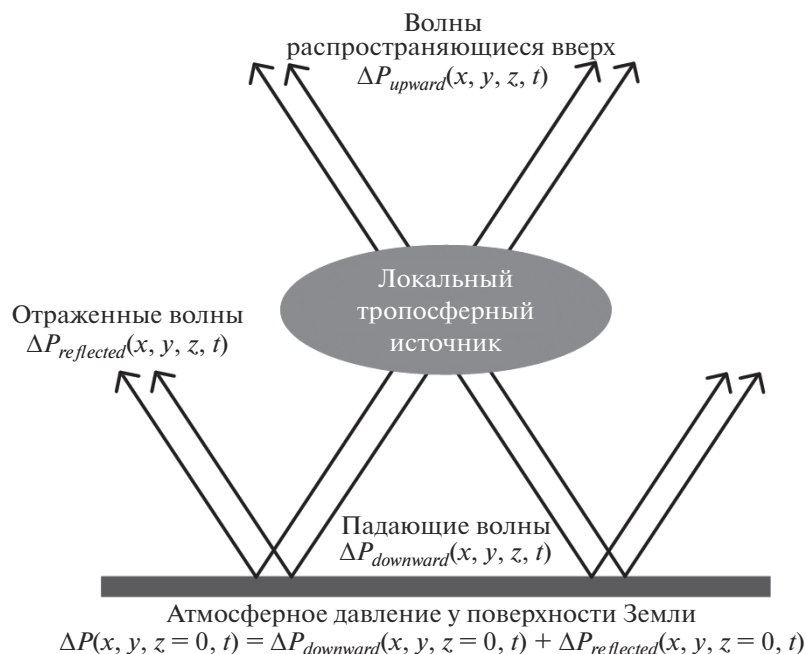 Волны
распространяющиеся вверх
ΔP_upward(x, y, z, t)
Локальный
тропосферный
источник
Отраженные волны
ΔP_reflected(x, y, z, t)
Падающие волны
ΔP_downward(x, y, z, t)
Атмосферное давление у поверхности Земли
ΔP(x, y, z = 0, t) = ΔP_downward(x, y, z = 0, t) + ΔP_reflected(x, y, z = 0, t)